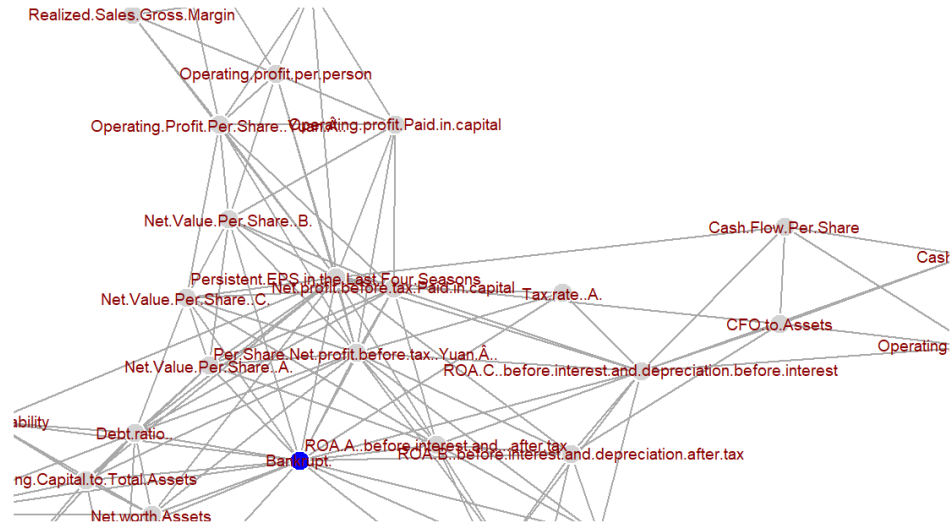 Realized.Sales.Gross.Margin
Operating.profit.per.person
Operating.Profit.Per.Share..Yuan.Â..
Operating.profit.Paid.in.capital
Net.Value.Per.Share..B.
Cash.Flow.Per.Share
Cash
Persistent.EPS.in.the.Last.Four.Seasons
Net.profit.before.tax.Paid.in.capital
Tax.rate..A.
Net.Value.Per.Share..C.
CFO.to.Assets
Operating
Per.Share.Net.profit.before.tax..Yuan.Â..
Net.Value.Per.Share..A.
ROA.C..before.interest.and.depreciation.before.interest
ability
Debt.ratio..
ROA.A..before.interest.and...after.tax
ROA.B..before.interest.and.depreciation.after.tax
Bankrupt.
ng.Capital.to.Total.Assets
Net.worth.Assets